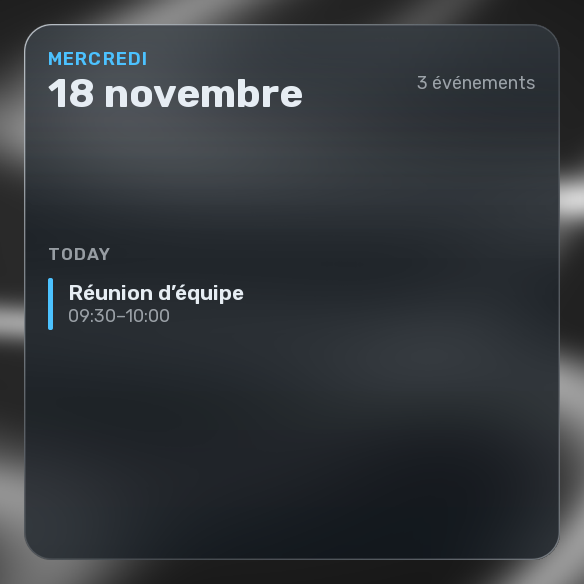 MERCREDI
18 novembre
3 événements
TODAY
Réunion d’équipe
09:30–10:00